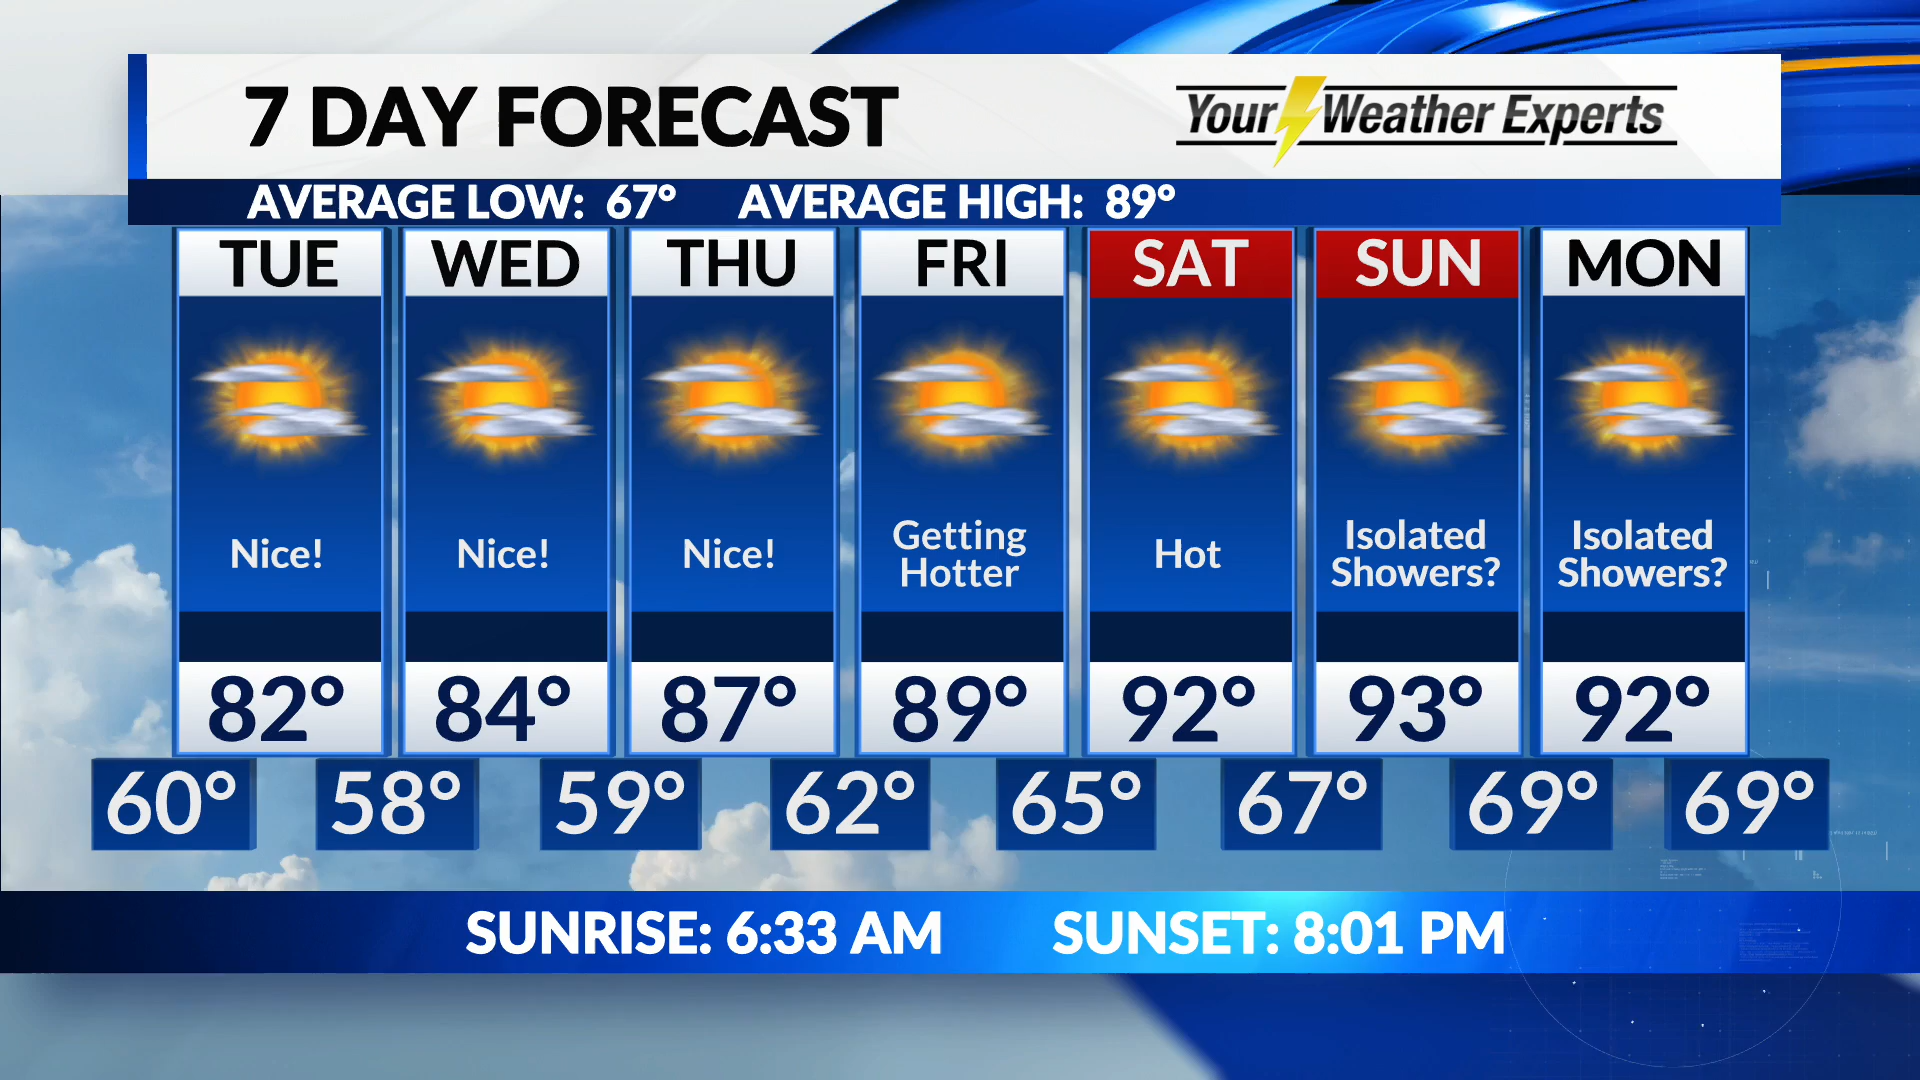 7 DAY FORECAST
Your Weather Experts
AVERAGE LOW: 67° AVERAGE HIGH: 89°
TUE WED THU FRI SAT SUN MON
Nice! Nice! Nice! Getting Hotter Hot Isolated Showers? Isolated Showers?
82° 84° 87° 89° 92° 93° 92°
60° 58° 59° 62° 65° 67° 69° 69°
SUNRISE: 6:33 AM SUNSET: 8:01 PM